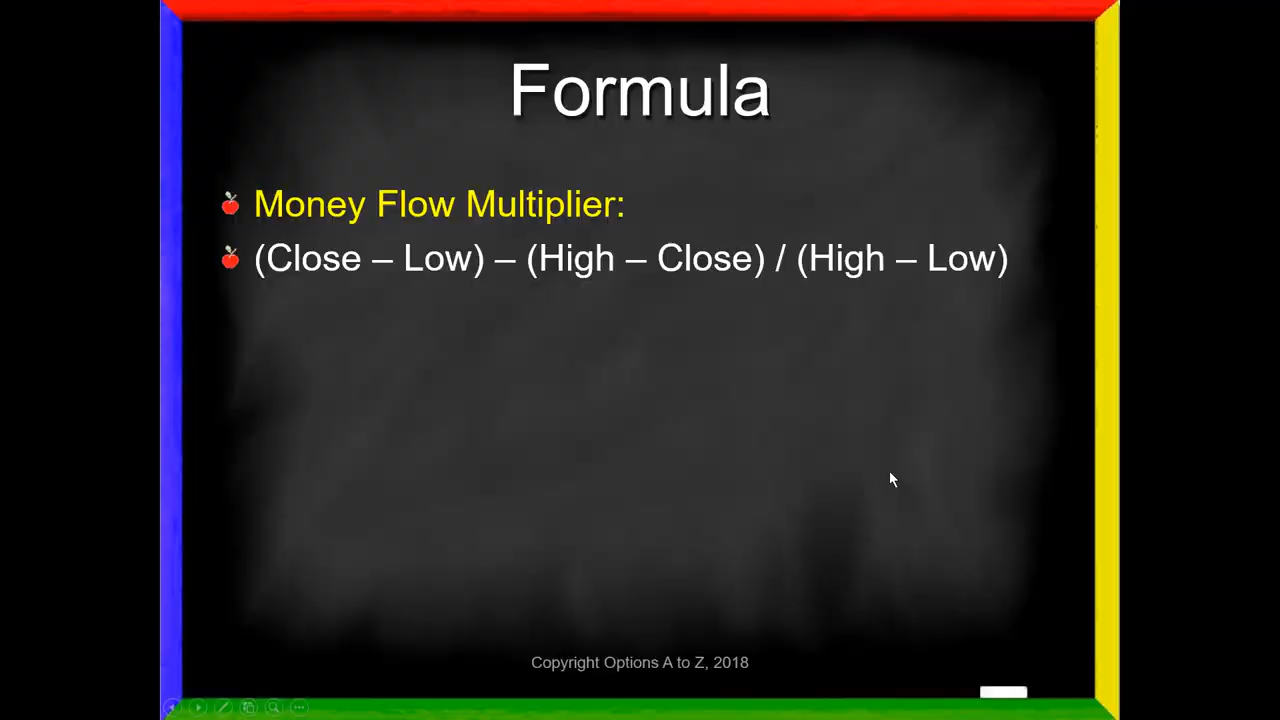 Formula
Money Flow Multiplier:
(Close – Low) – (High – Close) / (High – Low)
Copyright Options A to Z, 2018